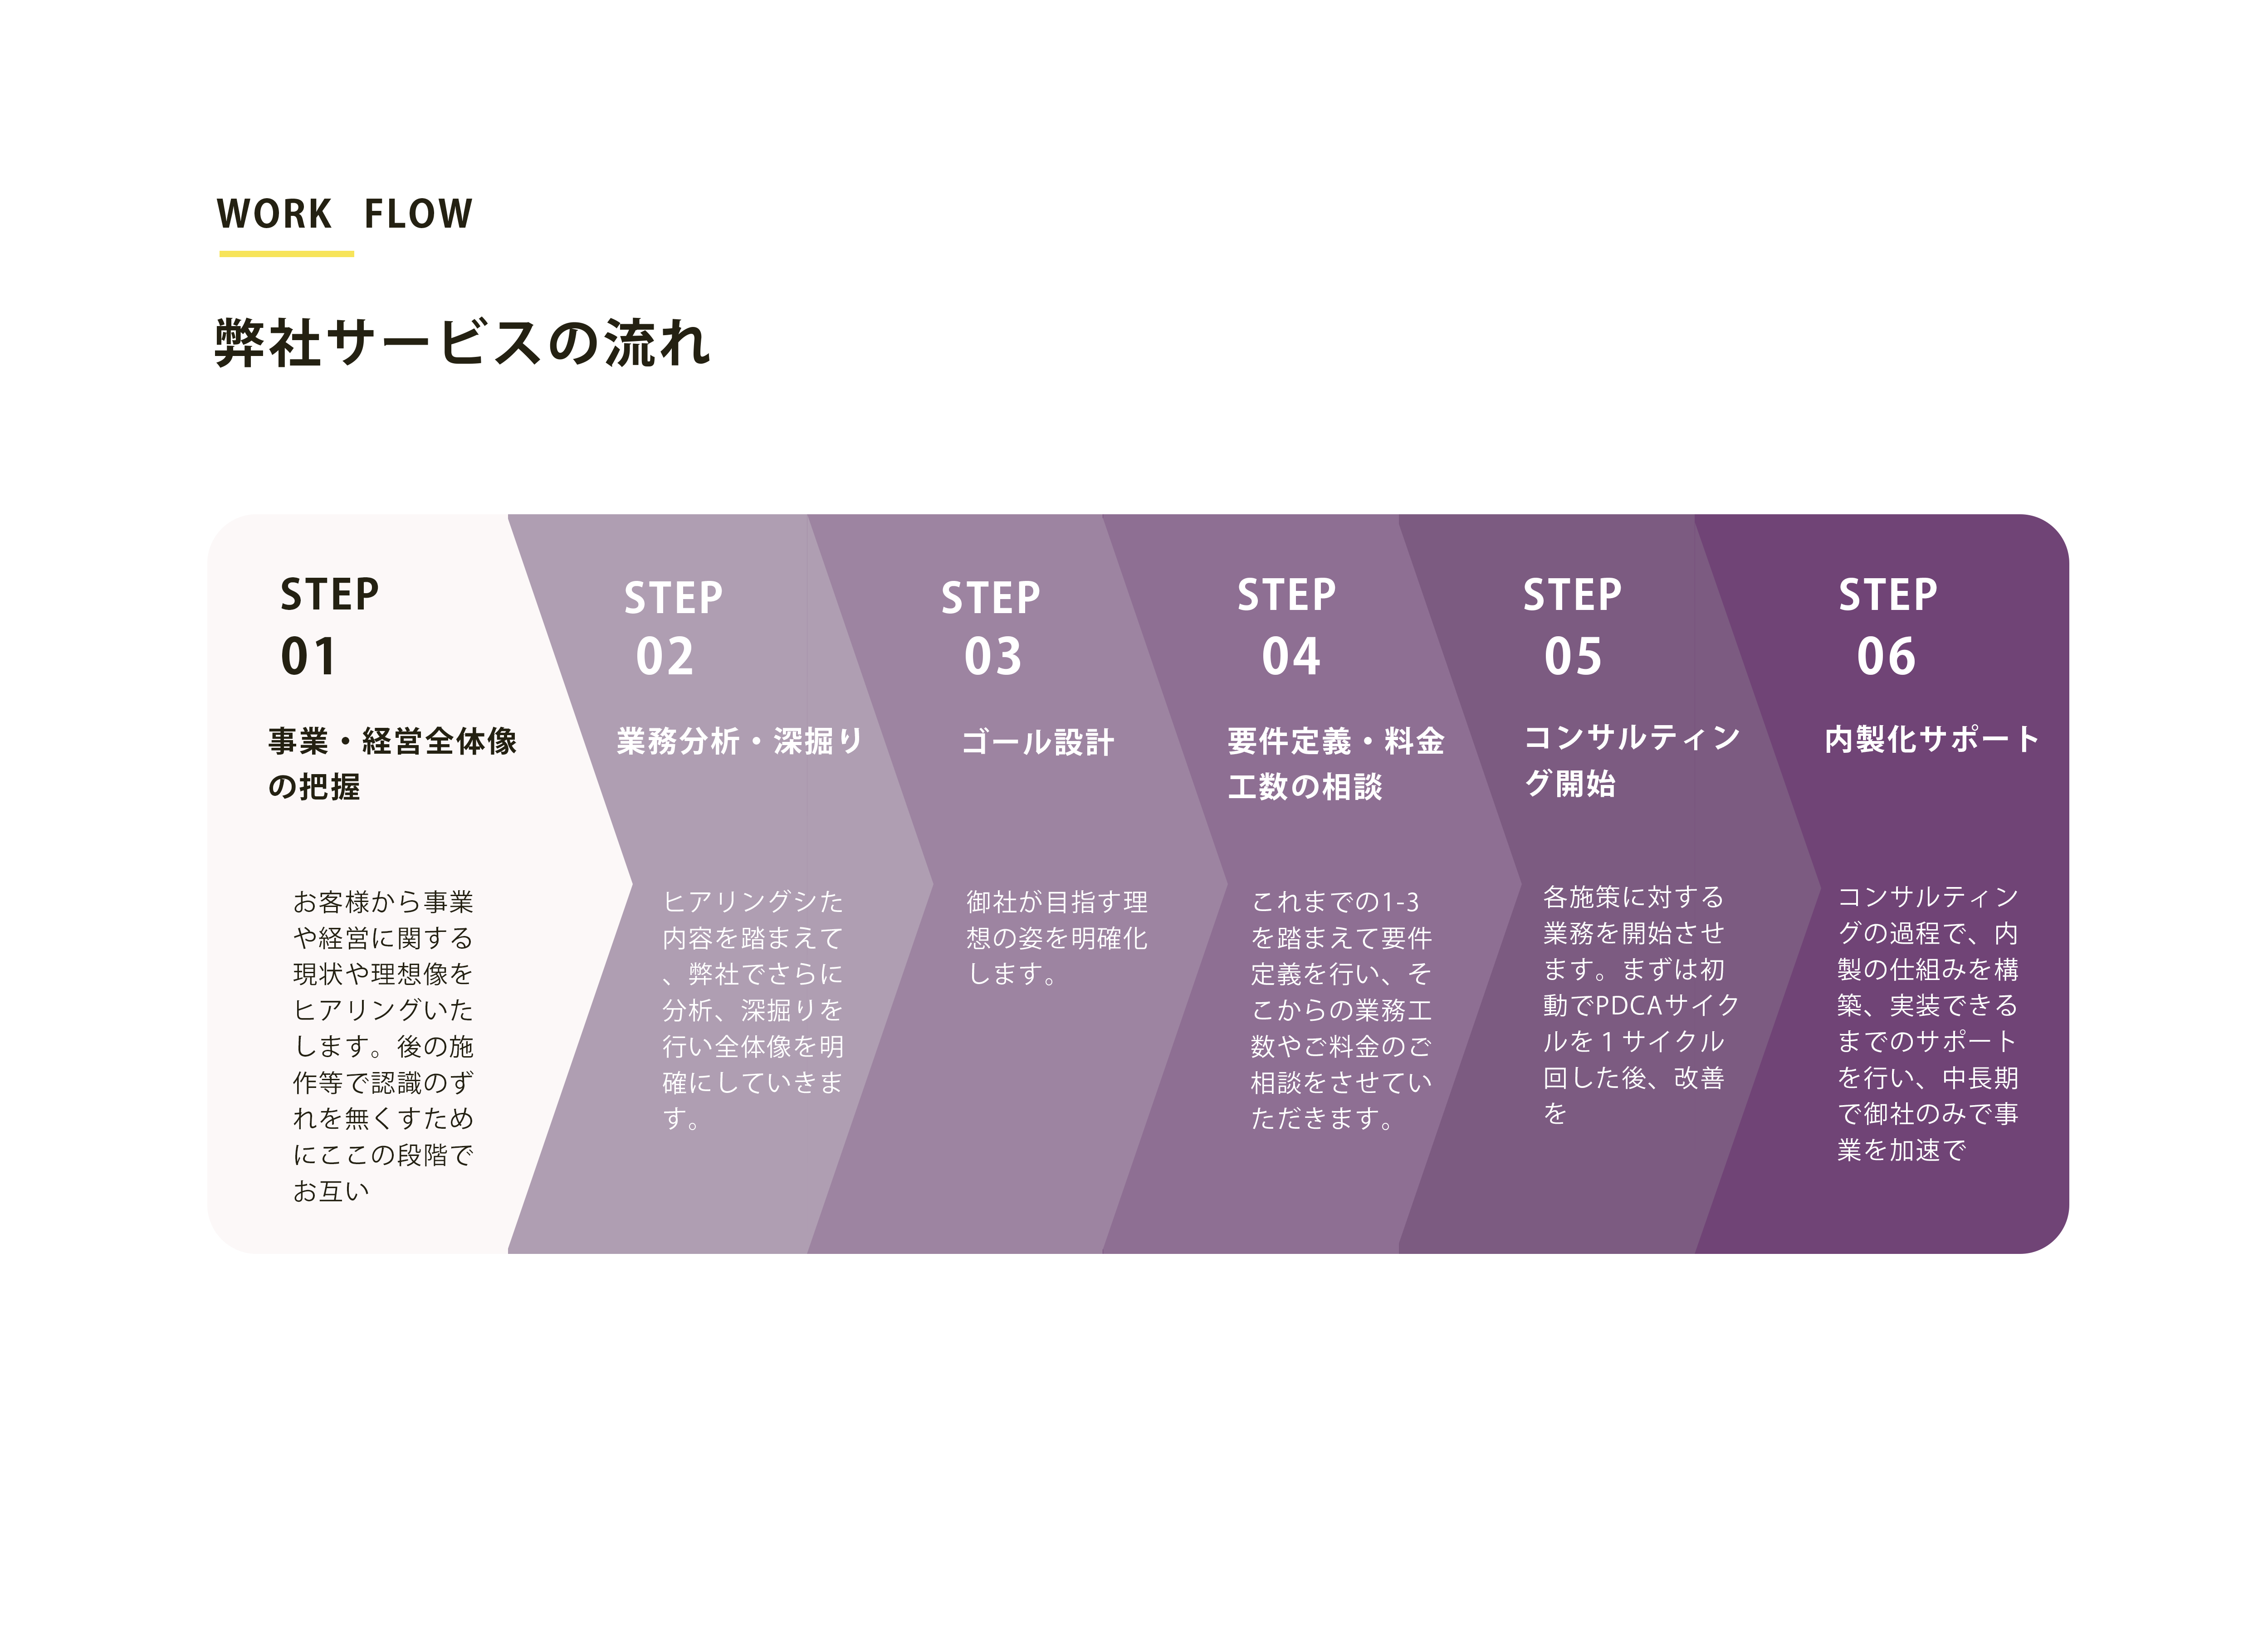 WORK FLOW
弊社サービスの流れ
STEP
01
事業・経営全体像
の把握
お客様から事業
や経営に関する
現状や理想像を
ヒアリングいた
します。後の施
作等で認識のず
れを無くすため
にここの段階で
お互い
STEP
02
業務分析・深掘り
ヒアリングシた
内容を踏まえて
、弊社でさらに
分析、深掘りを
行い全体像を明
確にしていきま
す。
STEP
03
ゴール設計
御社が目指す理
想の姿を明確化
します。
STEP
04
要件定義・料金
工数の相談
これまでの1-3
を踏まえて要件
定義を行い、そ
こからの業務工
数やご料金のご
相談をさせてい
ただきます。
STEP
05
コンサルティン
グ開始
各施策に対する
業務を開始させ
ます。まずは初
動でPDCAサイク
ルを１サイクル
回した後、改善
を
STEP
06
内製化サポート
コンサルティン
グの過程で、内
製の仕組みを構
築、実装できる
までのサポート
を行い、中長期
で御社のみで事
業を加速で